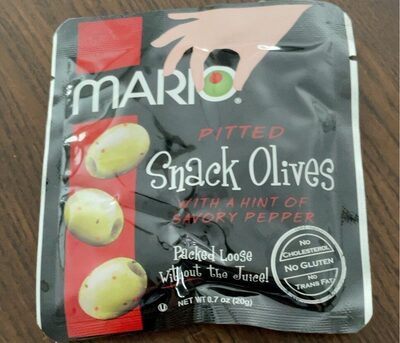 MARIO®
PITTED
Snack Olives
WITH A HINT OF
SAVORY PEPPER
Packed Loose
Without the Juice!
NO
CHOLESTEROL
NO GLUTEN
NO
TRANS FAT
U
NET WT 0.7 oz (20g)